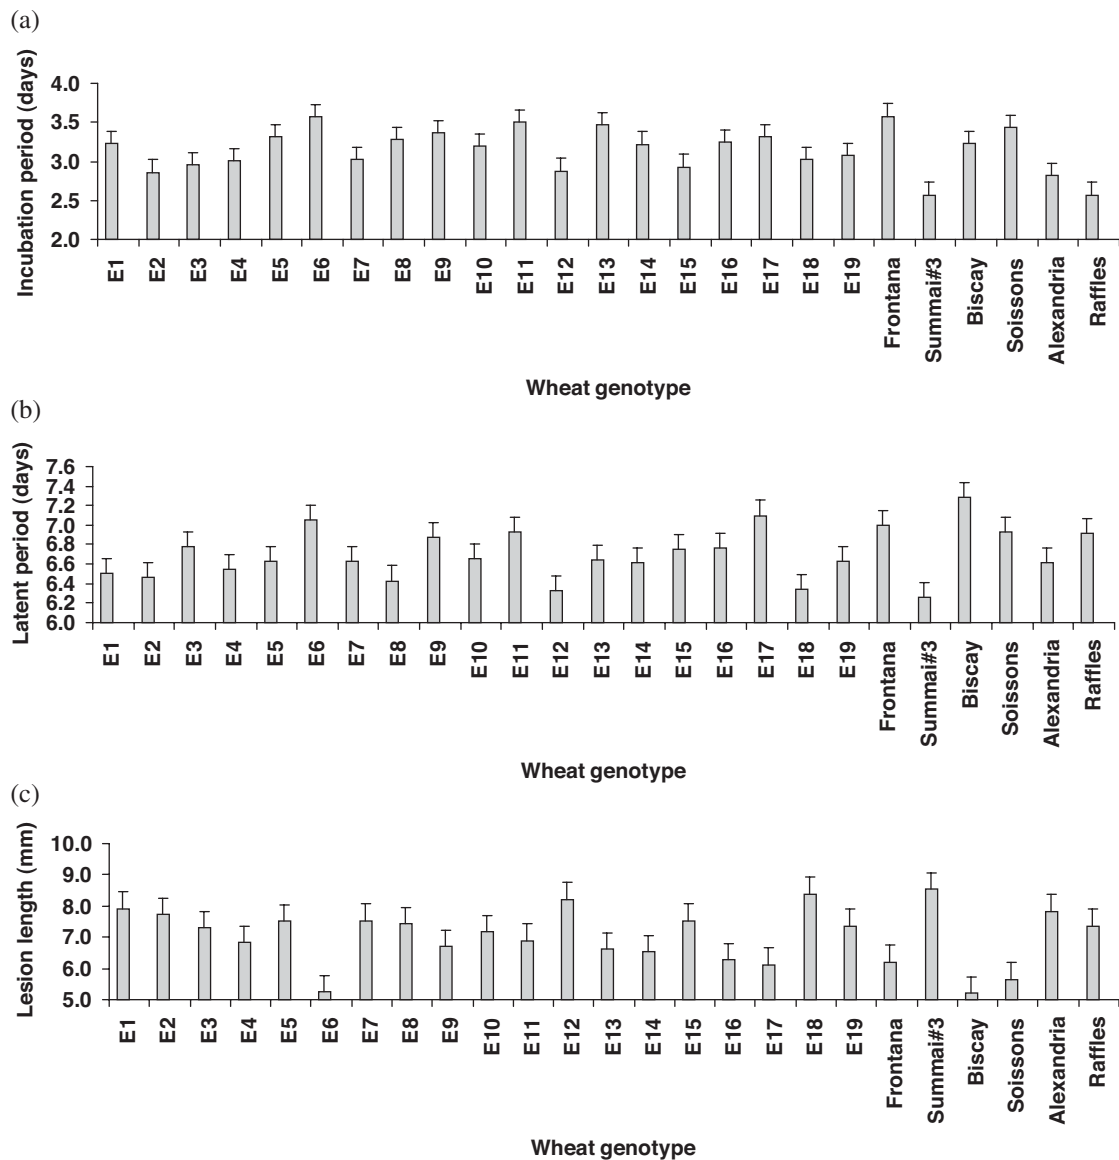 (a)
Incubation period (days)
4.0
3.5
3.0
2.5
2.0
E1 E2 E3 E4 E5 E6 E7 E8 E9 E10 E11 E12 E13 E14 E15 E16 E17 E18 E19 Frontana Summai#3 Biscay Soissons Alexandria Raffles
Wheat genotype
(b)
Latent period (days)
7.6
7.4
7.2
7.0
6.8
6.6
6.4
6.2
6.0
E1 E2 E3 E4 E5 E6 E7 E8 E9 E10 E11 E12 E13 E14 E15 E16 E17 E18 E19 Frontana Summai#3 Biscay Soissons Alexandria Raffles
Wheat genotype
(c)
Lesion length (mm)
10.0
9.0
8.0
7.0
6.0
5.0
E1 E2 E3 E4 E5 E6 E7 E8 E9 E10 E11 E12 E13 E14 E15 E16 E17 E18 E19 Frontana Summai#3 Biscay Soissons Alexandria Raffles
Wheat genotype